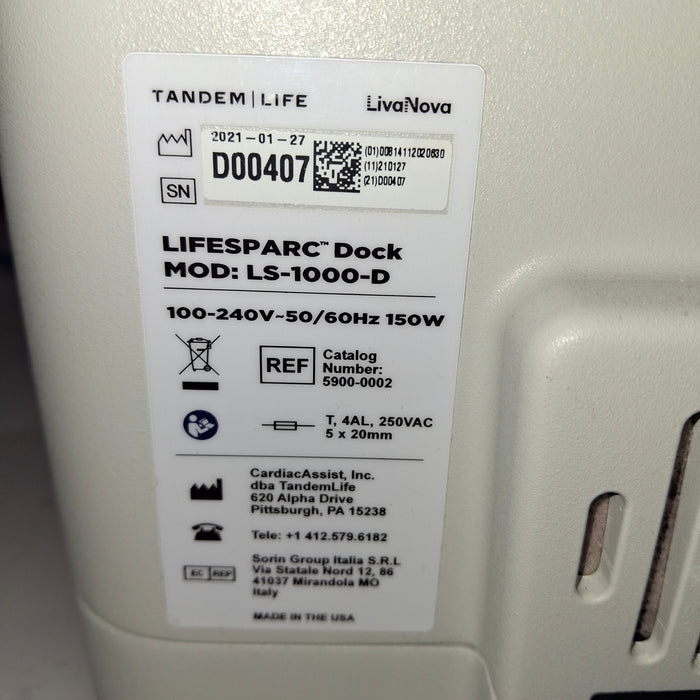 TANDEM|LIFE LivaNova
2021-01-27
D00407
(01)00814112020630
(11)210127
(21)D00407
SN
LIFESPARC™ Dock
MOD: LS-1000-D
100-240V~50/60Hz 150W
REF
Catalog
Number:
5900-0002
T, 4AL, 250VAC
5 x 20mm
CardiacAssist, Inc.
dba TandemLife
620 Alpha Drive
Pittsburgh, PA 15238
Tele: +1 412.579.6182
EC REP
Sorin Group Italia S.R.L
Via Statale Nord 12, 86
41037 Mirandola MO
Italy
MADE IN THE USA